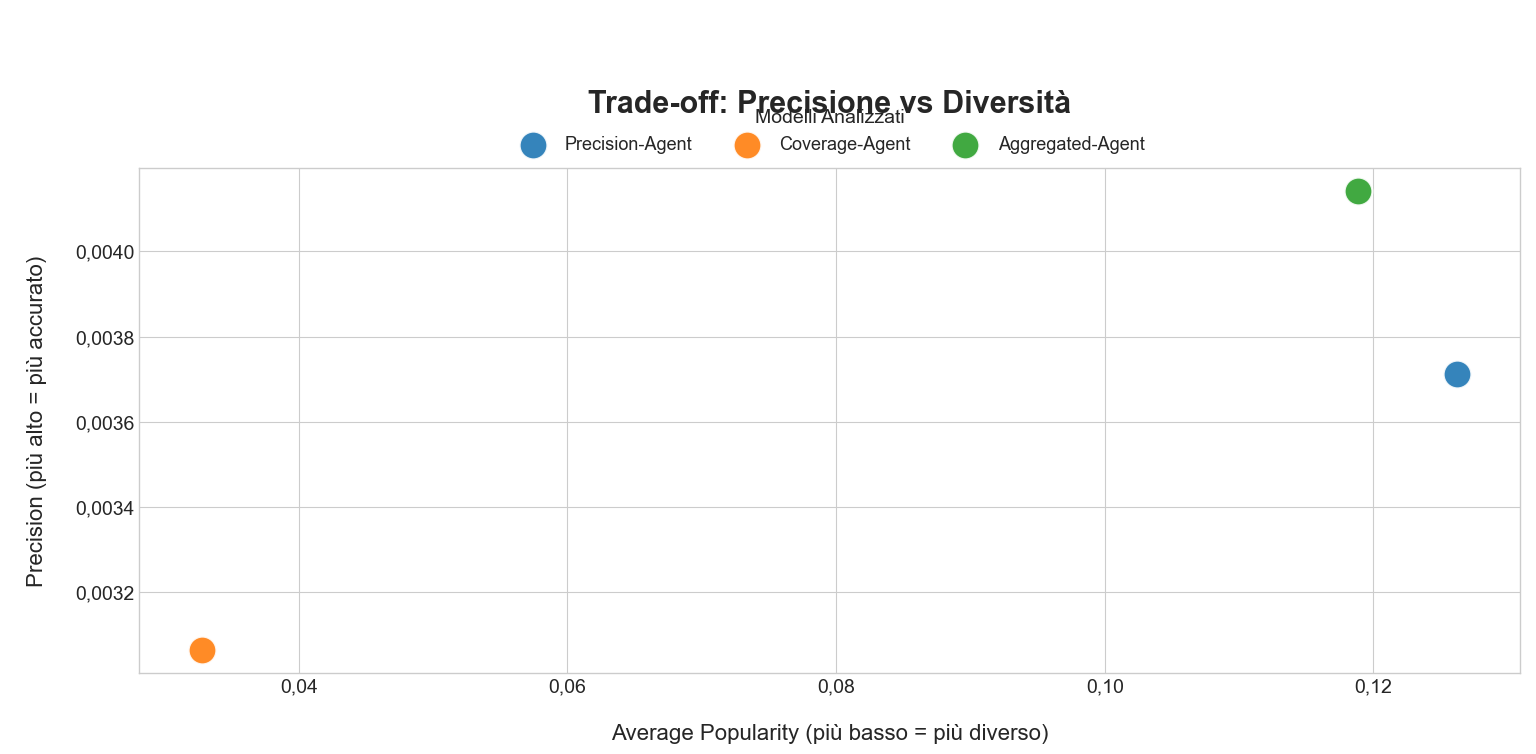 Trade-off: Precisione vs Diversità
Modelli Analizzati
Precision-Agent Coverage-Agent Aggregated-Agent
Precision (più alto = più accurato)
0,0040
0,0038
0,0036
0,0034
0,0032
0,04 0,06 0,08 0,10 0,12
Average Popularity (più basso = più diverso)